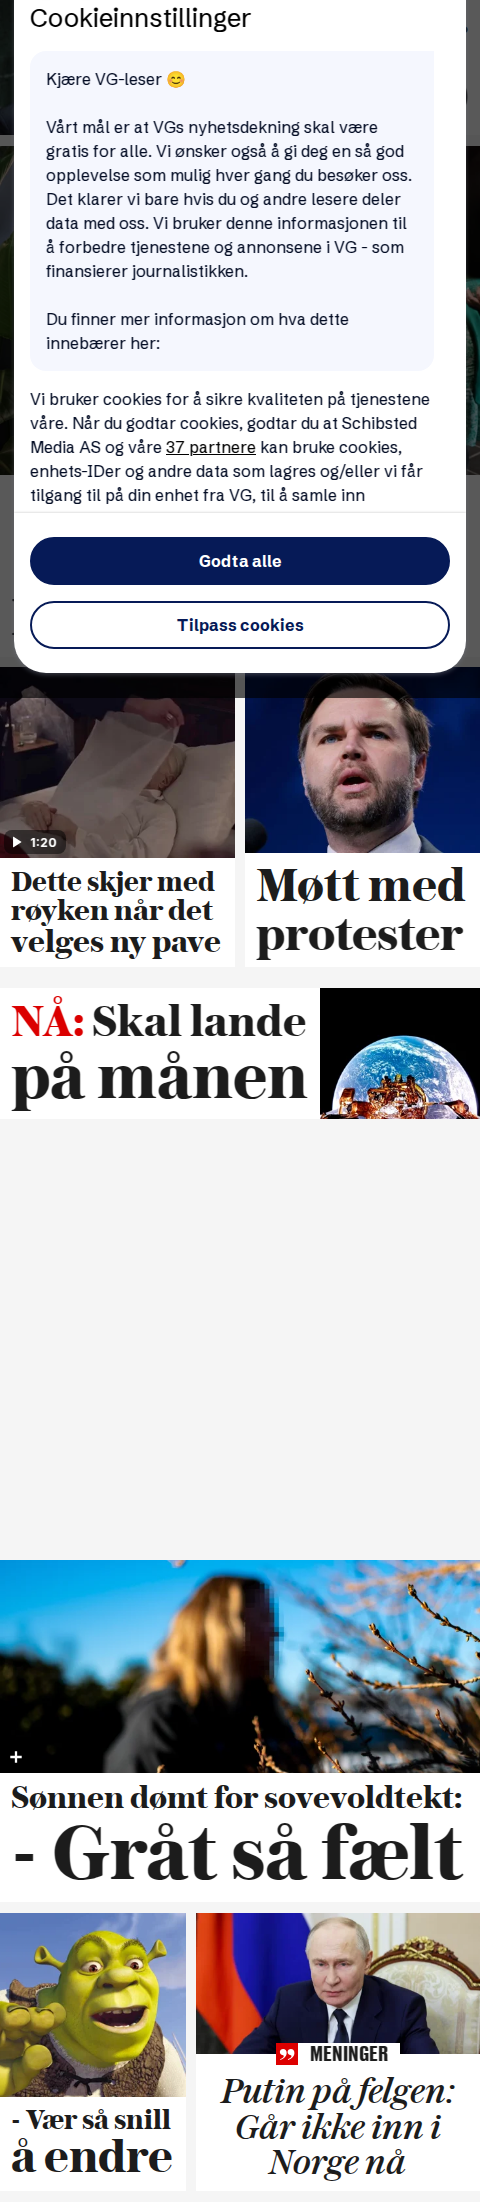 Cookieinnstillinger
Kjære VG-leser 😊
Vårt mål er at VGs nyhetsdekning skal være
gratis for alle. Vi ønsker også å gi deg en så god
opplevelse som mulig hver gang du besøker oss.
Det klarer vi bare hvis du og andre lesere deler
data med oss. Vi bruker denne informasjonen til
å forbedre tjenestene og annonsene i VG - som
finansierer journalistikken.
Du finner mer informasjon om hva dette
innebærer her:
Vi bruker cookies for å sikre kvaliteten på tjenestene
våre. Når du godtar cookies, godtar du at Schibsted
Media AS og våre 37 partnere kan bruke cookies,
enhets-IDer og andre data som lagres og/eller vi får
tilgang til på din enhet fra VG, til å samle inn
Godta alle
Tilpass cookies
1:20
Dette skjer med
røyken når det
velges ny pave
Møtt med
protester
NÅ: Skal lande
på månen
Sønnen dømt for sovevoldtekt:
- Gråt så fælt
- Vær så snill
å endre
MENINGER
Putin på felgen:
Går ikke inn i
Norge nå